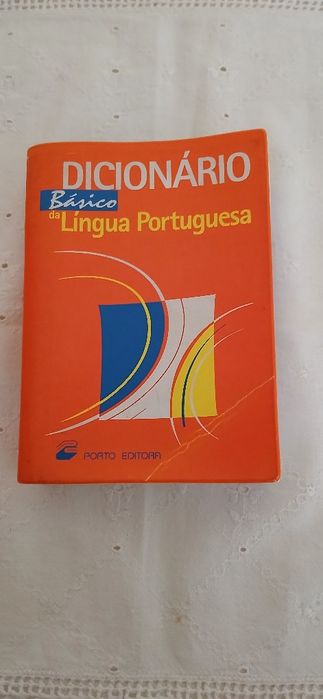 DICIONÁRIO
Básico
da Língua Portuguesa
PORTO EDITORA